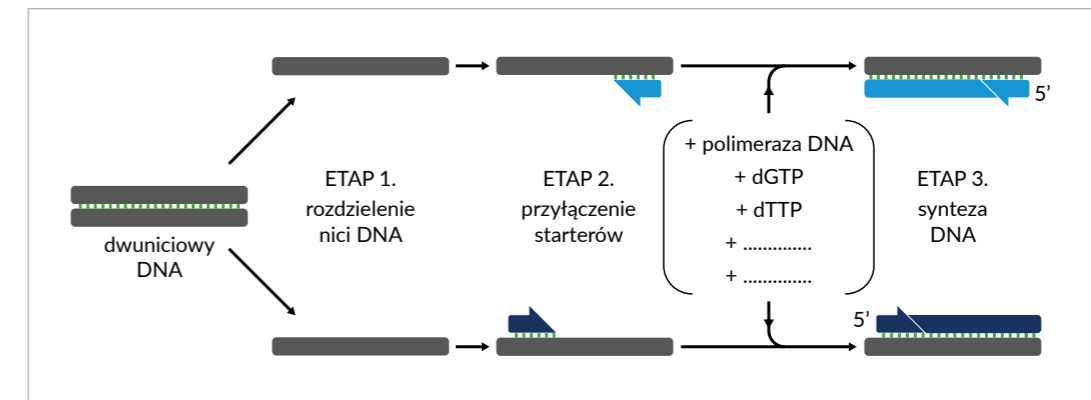 5’
+ polimeraza DNA
+ dGTP
+ dTTP
+ ..............
+ ..............
ETAP 1.
rozdzielenie
nici DNA
ETAP 2.
przyłączenie
starterów
ETAP 3.
synteza
DNA
dwuniciowy
DNA
5’